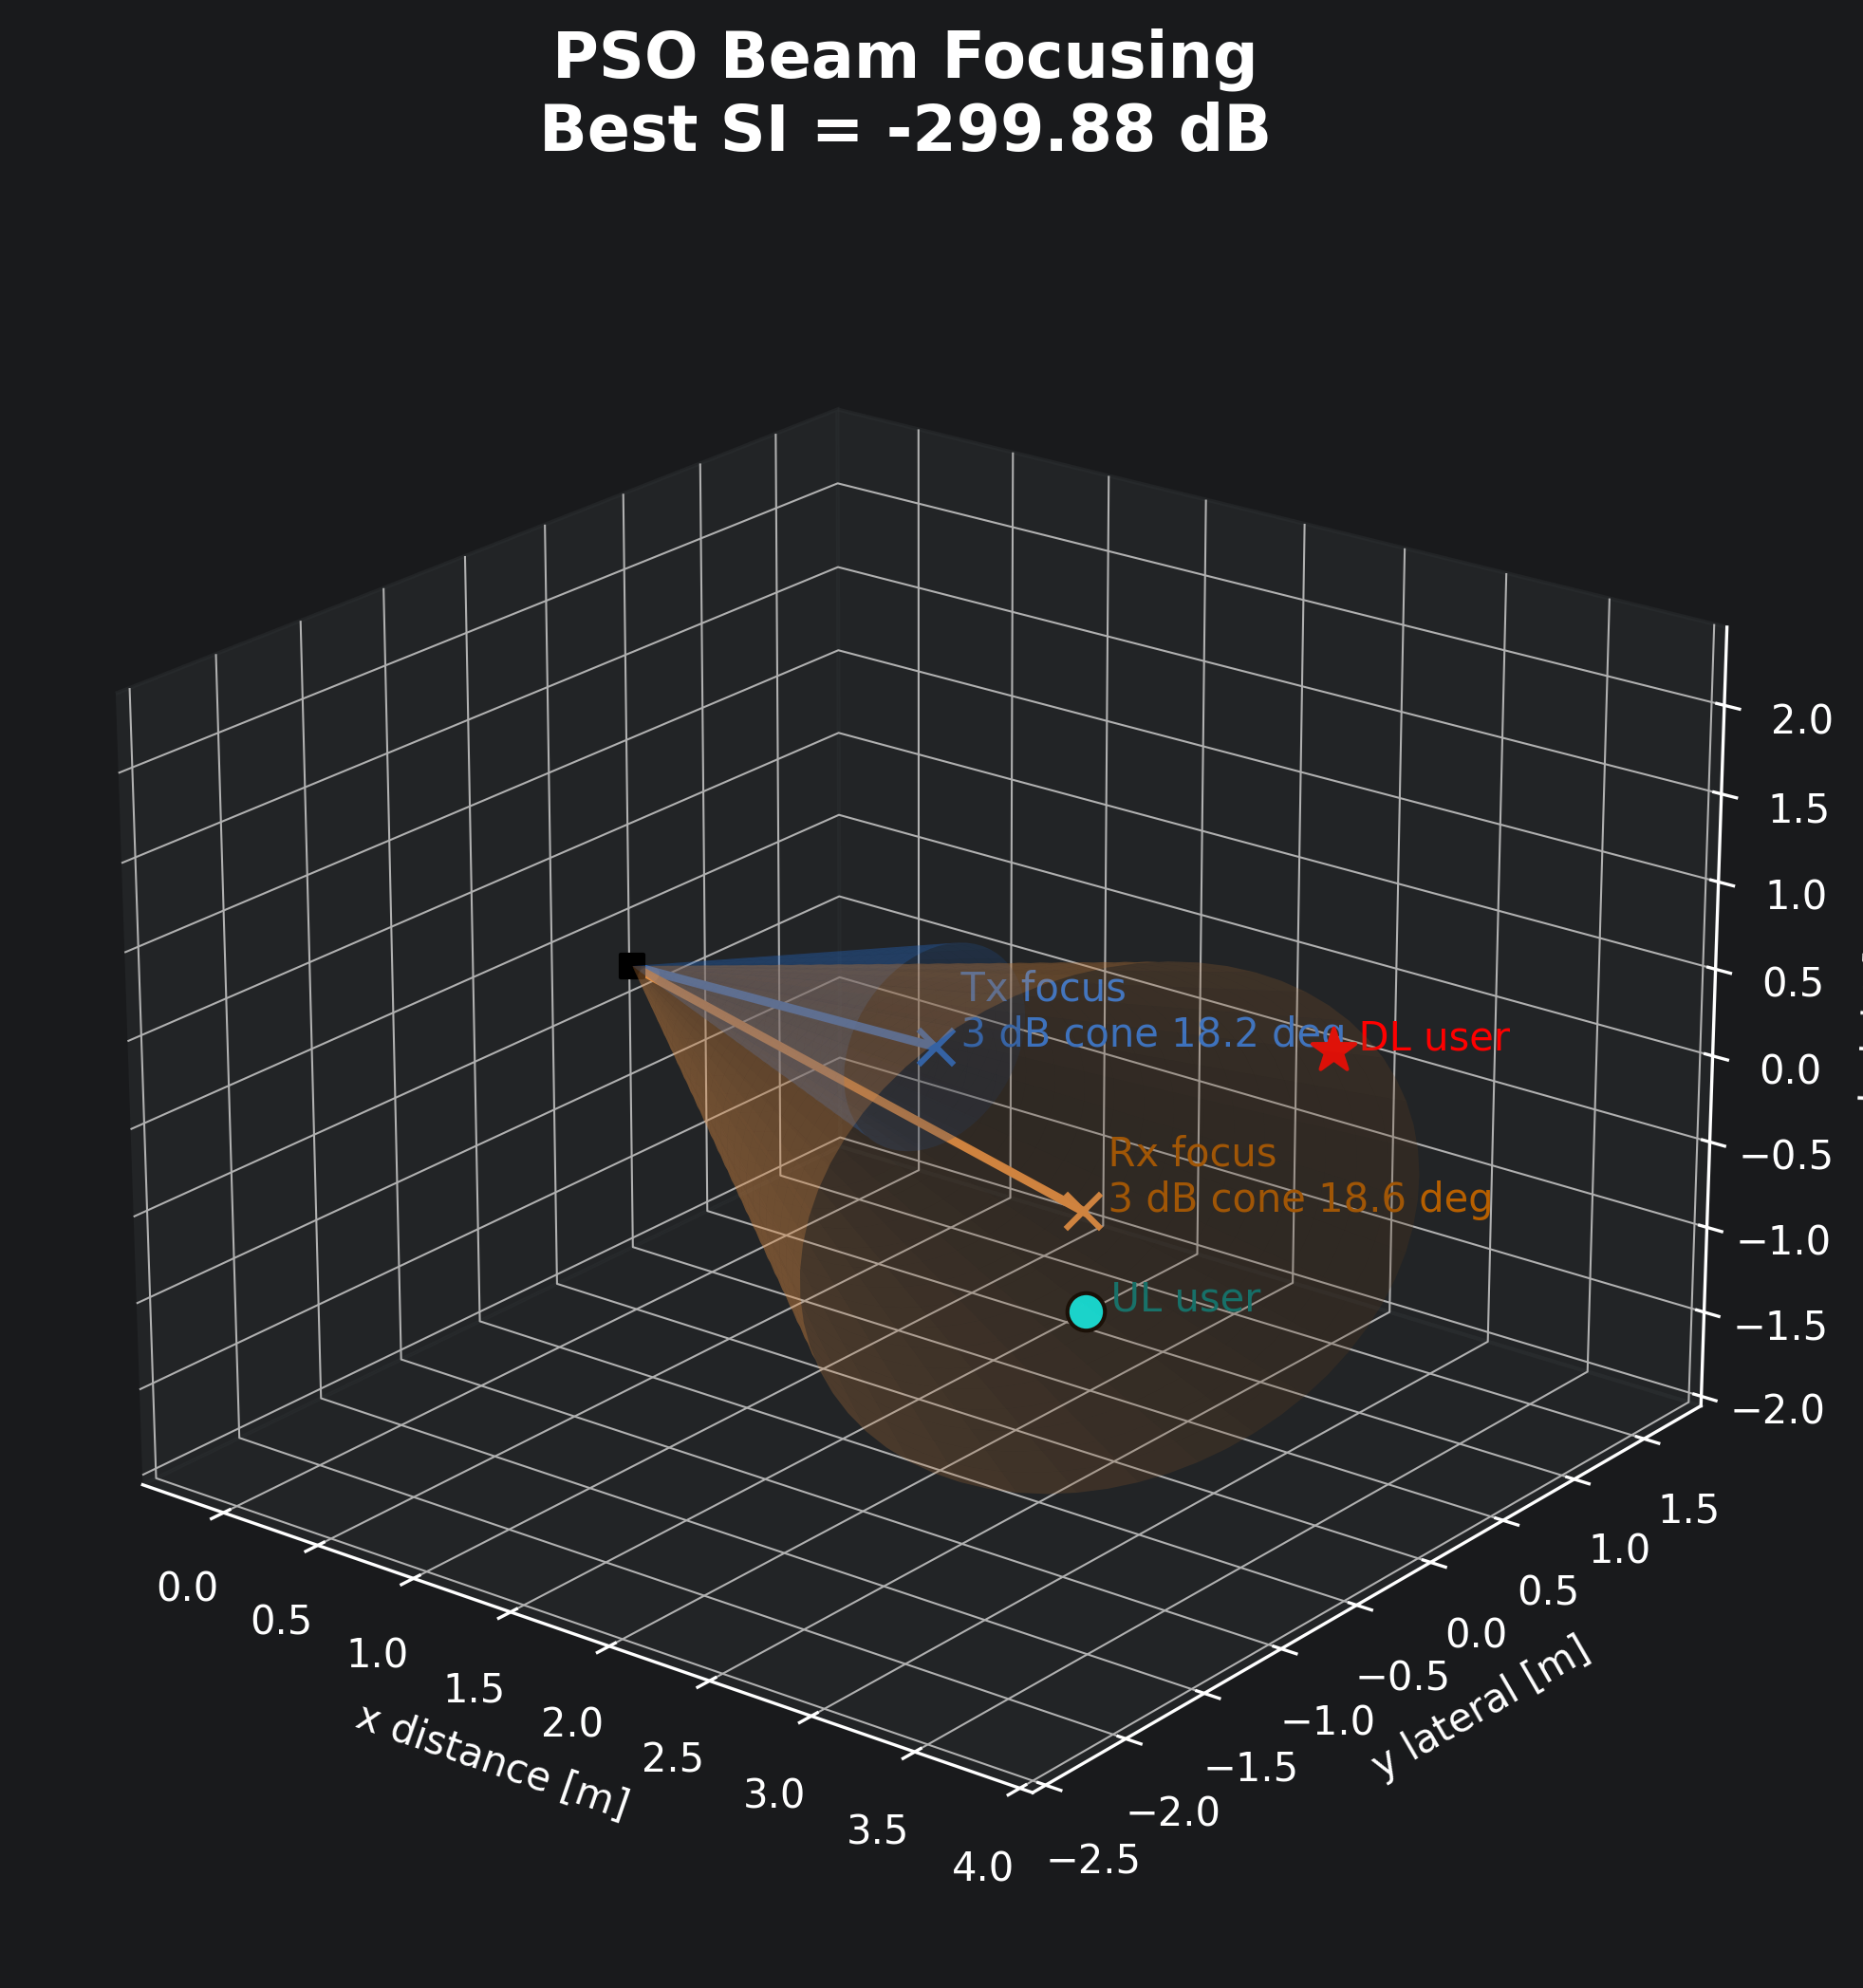 PSO Beam Focusing
Best SI = -299.88 dB
Tx focus
3 dB cone 18.2 deg
DL user
Rx focus
3 dB cone 18.6 deg
UL user
2.0
1.5
1.0
0.5
0.0
−0.5
−1.0
−1.5
−2.0
0.0
0.5
1.0
1.5
2.0
2.5
3.0
3.5
4.0
x distance [m]
−2.5
−2.0
−1.5
−1.0
−0.5
0.0
0.5
1.0
1.5
y lateral [m]